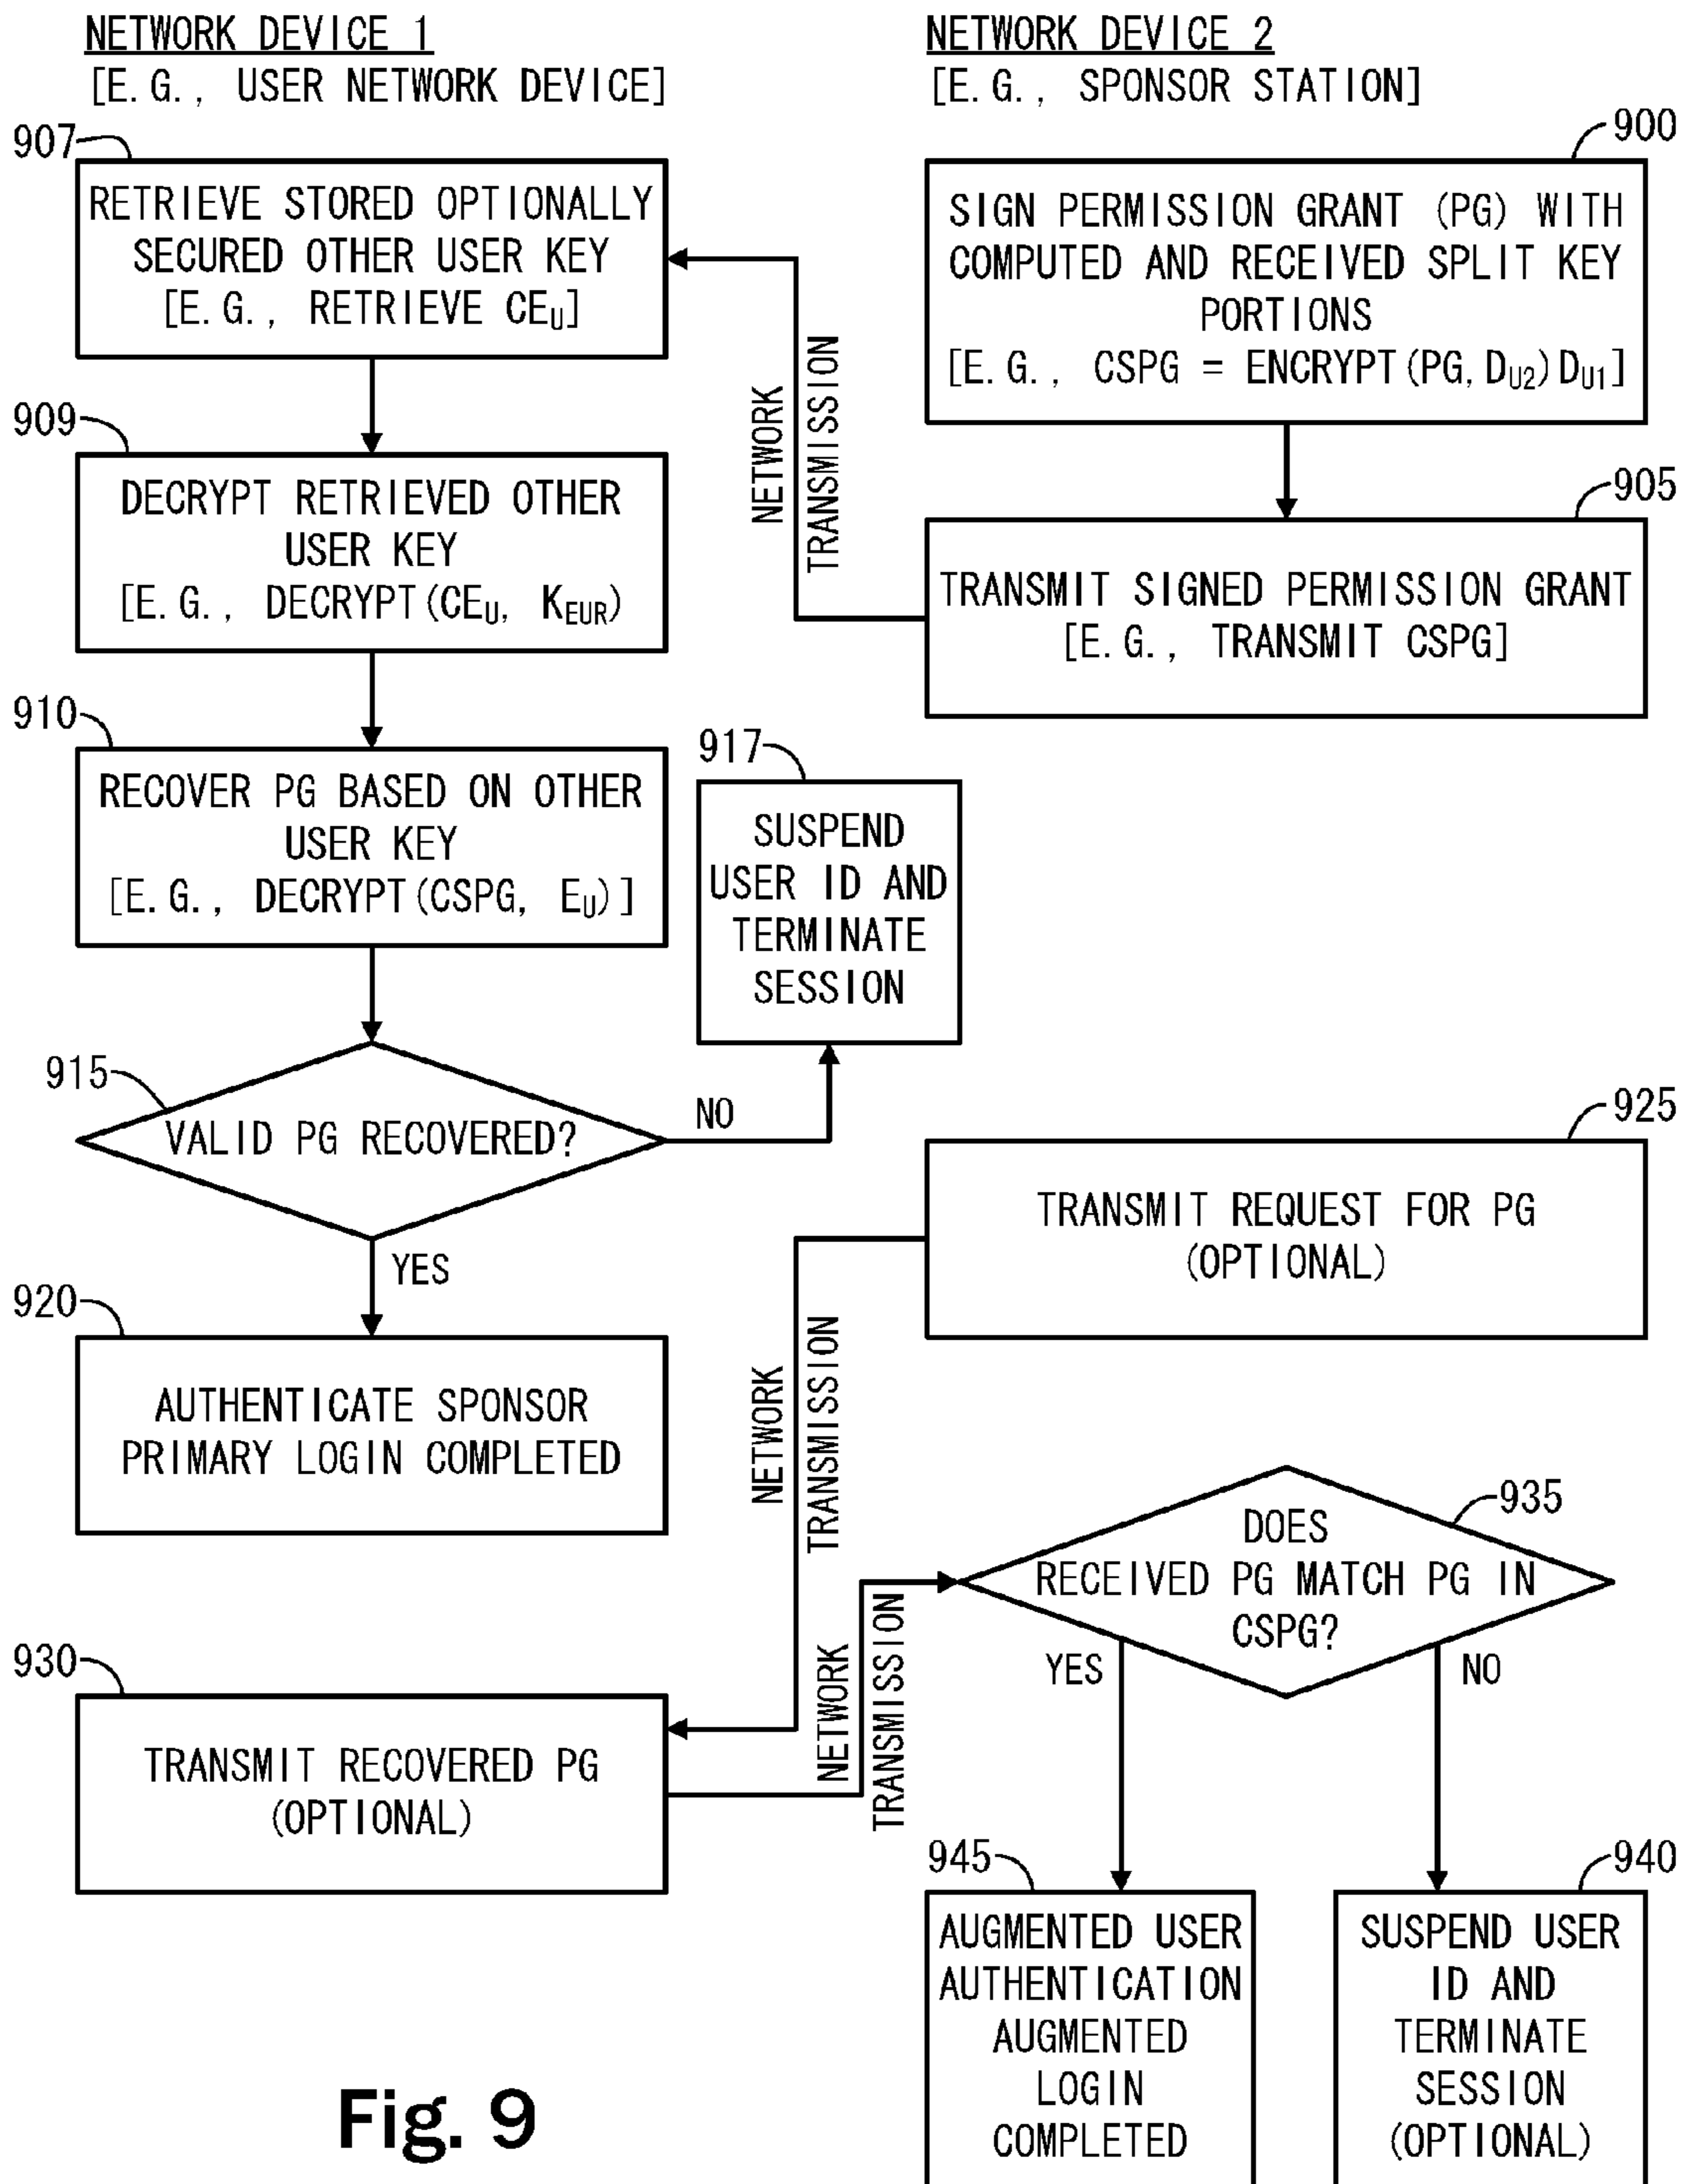 NETWORK DEVICE 1
[E.G., USER NETWORK DEVICE]
NETWORK DEVICE 2
[E.G., SPONSOR STATION]
907
RETRIEVE STORED OPTIONALLY
SECURED OTHER USER KEY
[E.G., RETRIEVE CEU]
900
SIGN PERMISSION GRANT (PG) WITH
COMPUTED AND RECEIVED SPLIT KEY
PORTIONS
[E.G., CSPG = ENCRYPT(PG,DU2)DU1]
NETWORK
TRANSMISSION
909
DECRYPT RETRIEVED OTHER
USER KEY
[E.G., DECRYPT(CEU, KEUR)
905
TRANSMIT SIGNED PERMISSION GRANT
[E.G., TRANSMIT CSPG]
910
RECOVER PG BASED ON OTHER
USER KEY
[E.G., DECRYPT(CSPG, EU)]
917
SUSPEND
USER ID AND
TERMINATE
SESSION
915
VALID PG RECOVERED?
NO
YES
925
TRANSMIT REQUEST FOR PG
(OPTIONAL)
920
AUTHENTICATE SPONSOR
PRIMARY LOGIN COMPLETED
NETWORK
TRANSMISSION
935
DOES
RECEIVED PG MATCH PG IN
CSPG?
YES
NO
930
TRANSMIT RECOVERED PG
(OPTIONAL)
NETWORK
TRANSMISSION
945
AUGMENTED USER
AUTHENTICATION
AUGMENTED
LOGIN
COMPLETED
940
SUSPEND USER
ID AND
TERMINATE
SESSION
(OPTIONAL)
Fig. 9